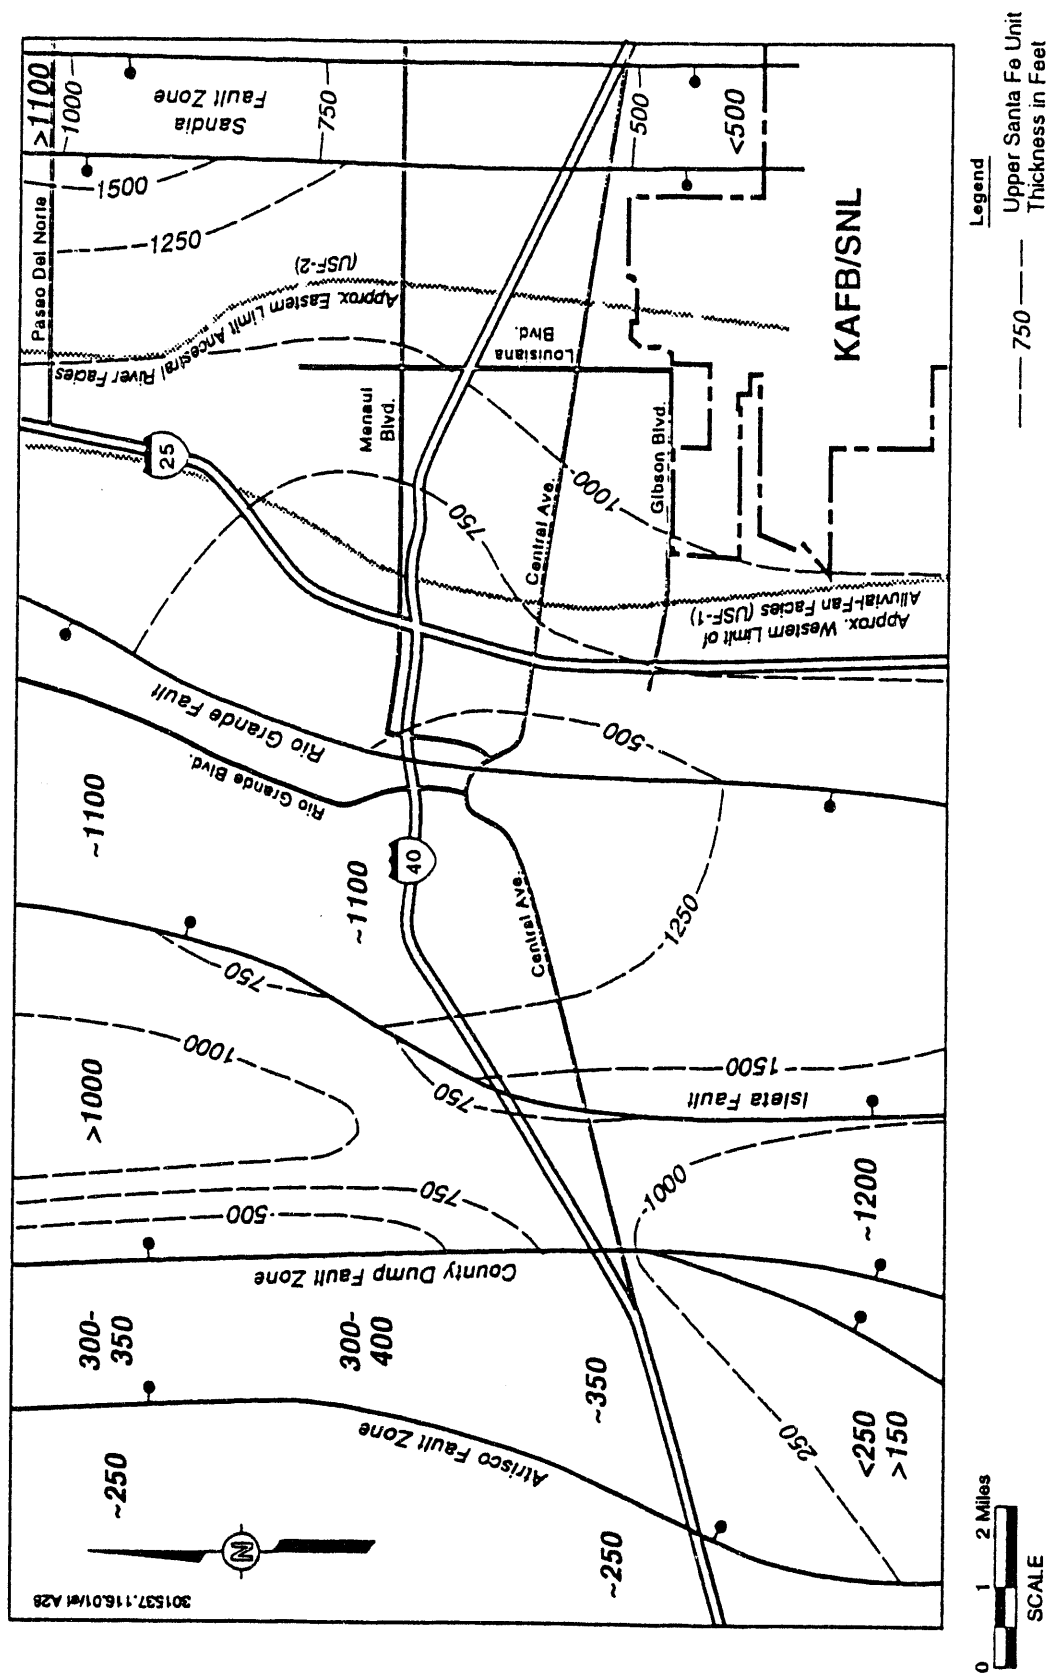 >1100
1000
Sandia
Fault Zone
750
500
<500
1500
1250
Paseo Del Norte
Approx. Eastern Limit Ancestral River Facies
(USF-2)
Louisiana
Blvd.
KAFB/SNL
25
Menaul
Blvd.
750
Central Ave.
1000
Gibson Blvd.
Approx. Western Limit of
Alluvial-Fan Facies (USF-1)
Rio Grande Fault
Rio Grande Blvd.
500
~1100
~1100
40
Central Ave.
1250
750
1000
>1000
750
1500
Isleta Fault
750
500
1000
~1200
County Dump Fault Zone
300-
350
300-
400
~350
250
<250
>150
Atrisco Fault Zone
~250
~250
N
301537.116.01/wl A28
Legend
750
Upper Santa Fe Unit
Thickness in Feet
0 1 2 Miles
SCALE